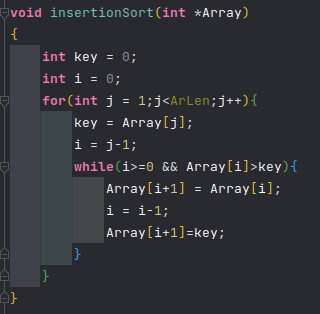 void insertionSort(int *Array)
{
    int key = 0;
    int i = 0;
    for(int j = 1;j<ArLen;j++){
        key = Array[j];
        i = j-1;
        while(i>=0 && Array[i]>key){
            Array[i+1] = Array[i];
            i = i-1;
            Array[i+1]=key;
        }
    }
}